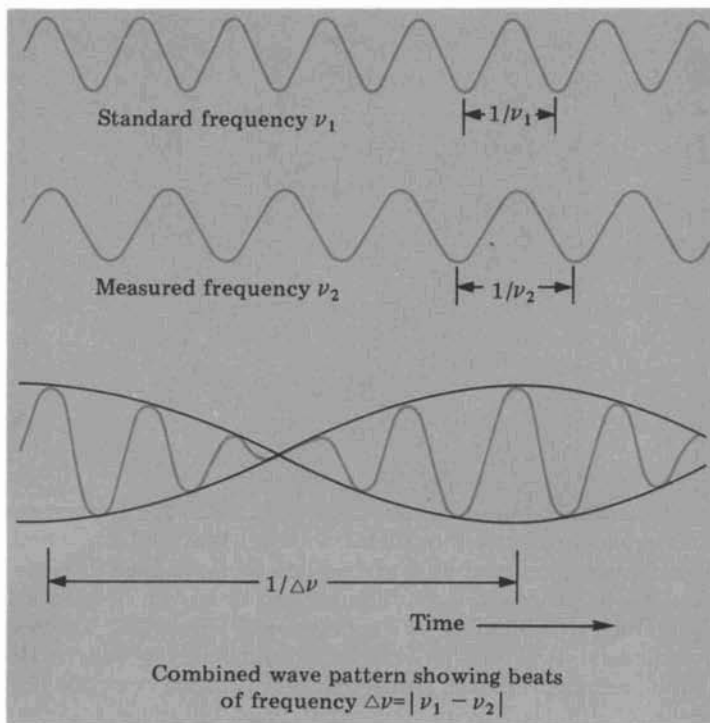 Standard frequency ν₁
1/ν₁
Measured frequency ν₂
1/ν₂
1/△ν
Time
Combined wave pattern showing beats
of frequency △ν=|ν₁ − ν₂|